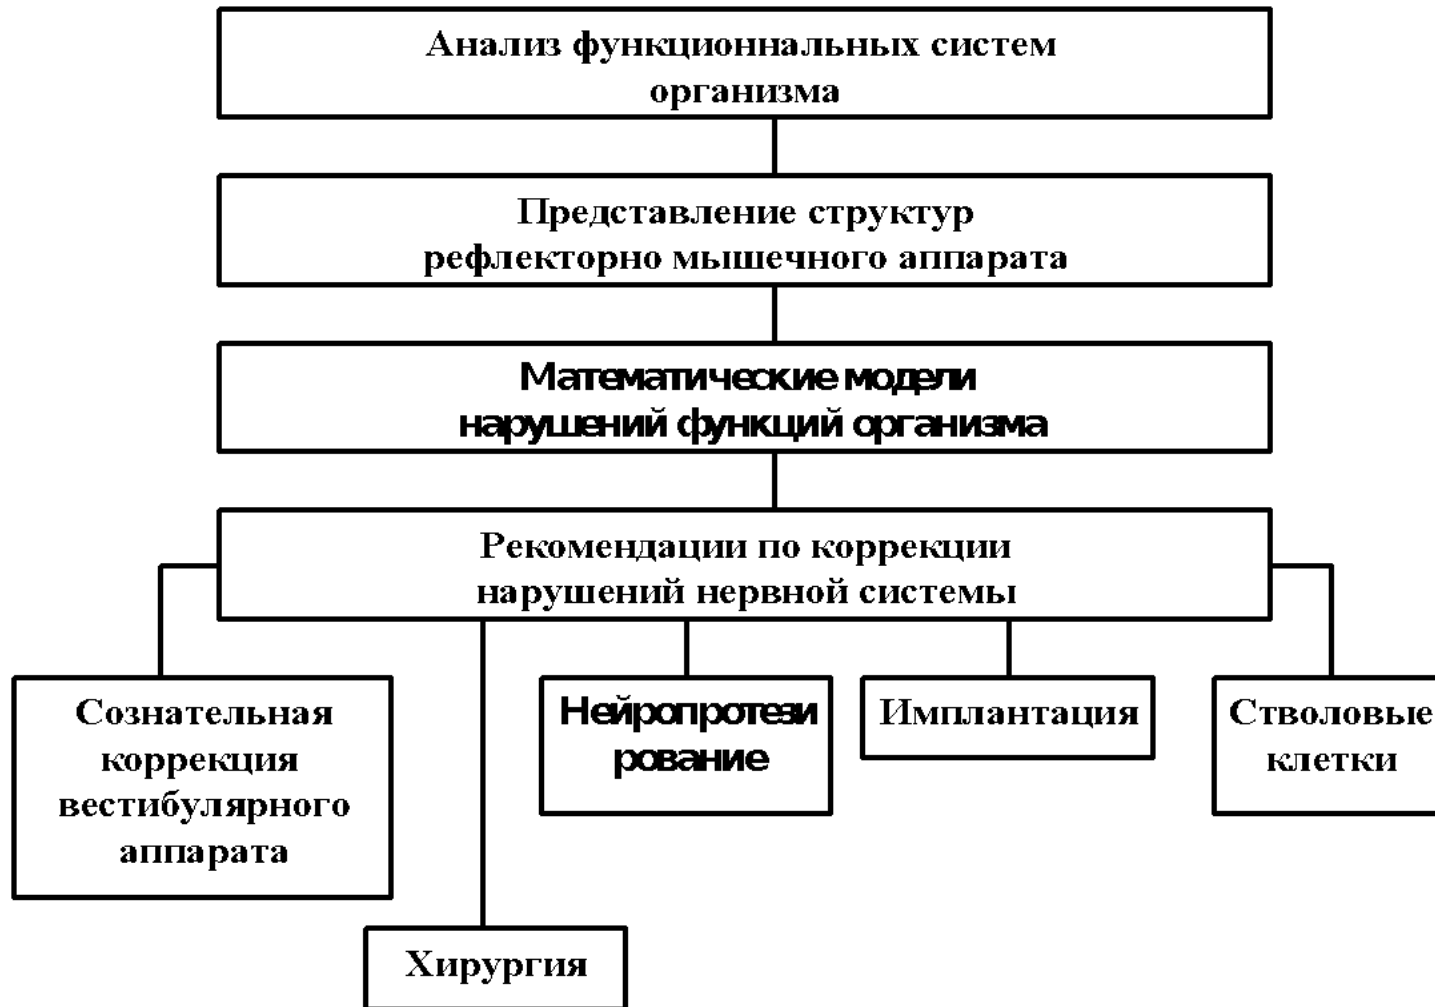 Анализ функционнальных систем
организма
Представление структур
рефлекторно мышечного аппарата
Математические модели
нарушений функций организма
Рекомендации по коррекции
нарушений нервной системы
Сознательная
коррекция
вестибулярного
аппарата
Нейропротези
рование
Имплантация
Стволовые
клетки
Хирургия